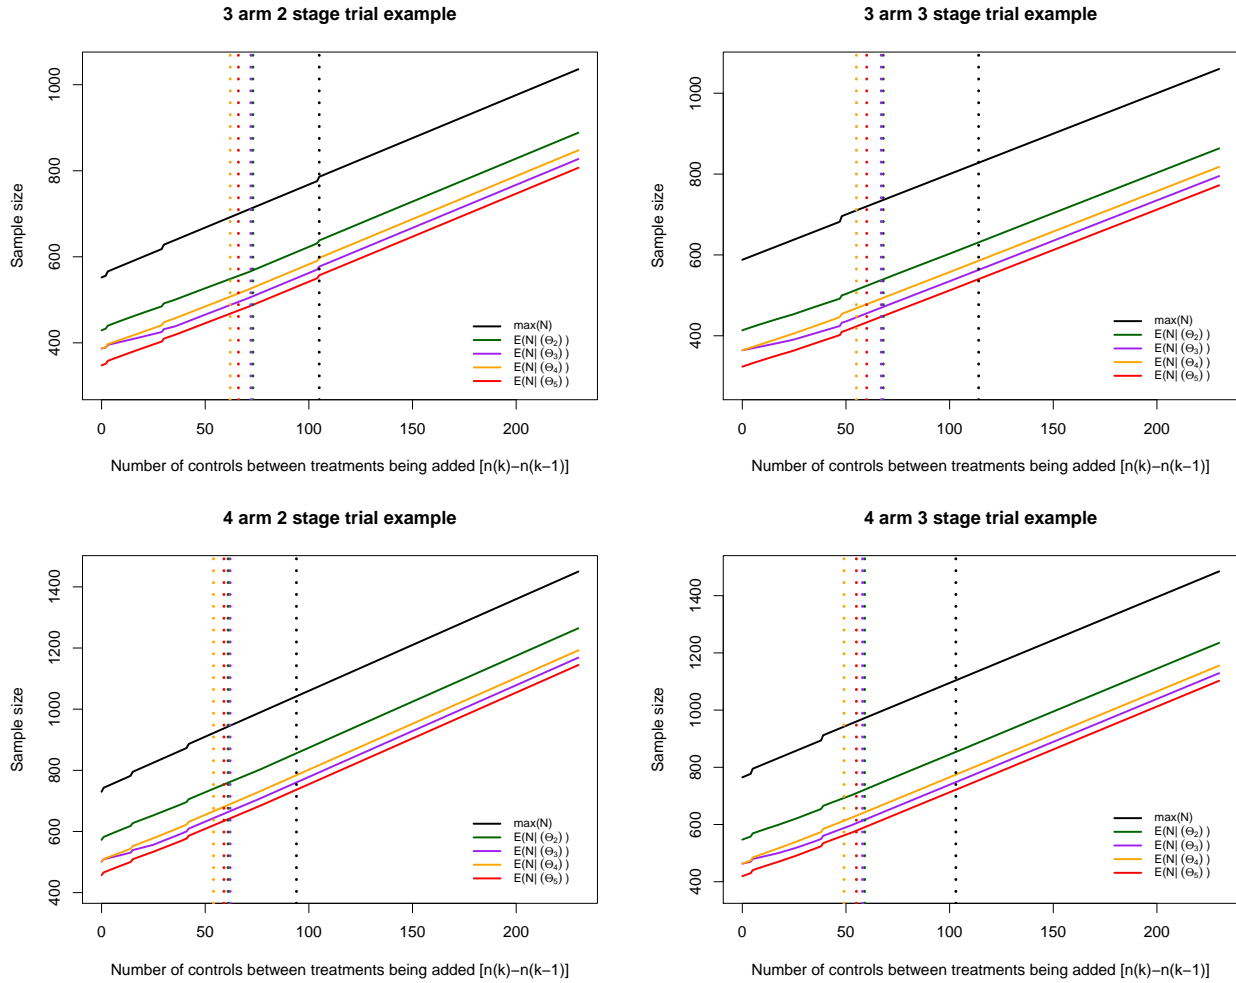 3 arm 2 stage trial example
Sample size
400 600 800 1000
max(N)
E(N| (Θ₂) )
E(N| (Θ₃) )
E(N| (Θ₄) )
E(N| (Θ₅) )
0 50 100 150 200
Number of controls between treatments being added [n(k)−n(k−1)]
3 arm 3 stage trial example
Sample size
400 600 800 1000
max(N)
E(N| (Θ₂) )
E(N| (Θ₃) )
E(N| (Θ₄) )
E(N| (Θ₅) )
0 50 100 150 200
Number of controls between treatments being added [n(k)−n(k−1)]
4 arm 2 stage trial example
Sample size
400 600 800 1000 1200 1400
max(N)
E(N| (Θ₂) )
E(N| (Θ₃) )
E(N| (Θ₄) )
E(N| (Θ₅) )
0 50 100 150 200
Number of controls between treatments being added [n(k)−n(k−1)]
4 arm 3 stage trial example
Sample size
400 600 800 1000 1200 1400
max(N)
E(N| (Θ₂) )
E(N| (Θ₃) )
E(N| (Θ₄) )
E(N| (Θ₅) )
0 50 100 150 200
Number of controls between treatments being added [n(k)−n(k−1)]